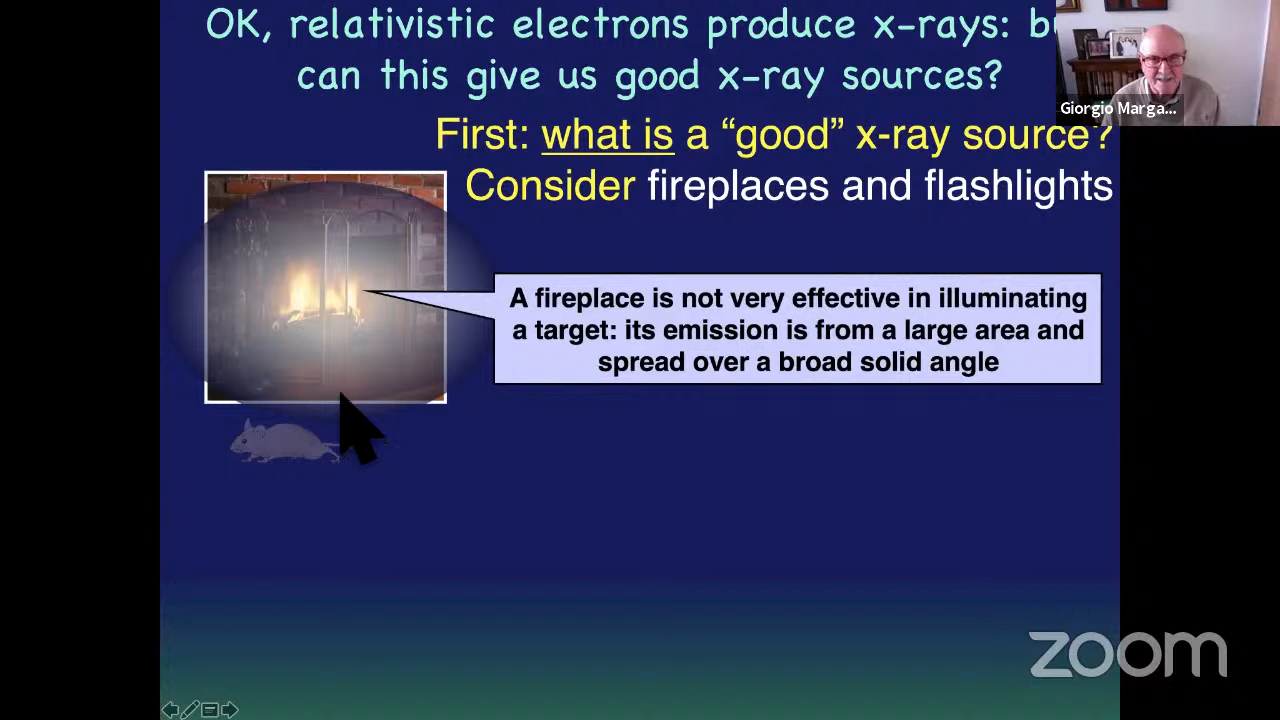 OK, relativistic electrons produce x-rays:
can this give us good x-ray sources?
Giorgio Marga...
First: what is a “good” x-ray source?
Consider fireplaces and flashlights
A fireplace is not very effective in illuminating
a target: its emission is from a large area and
spread over a broad solid angle
zoom